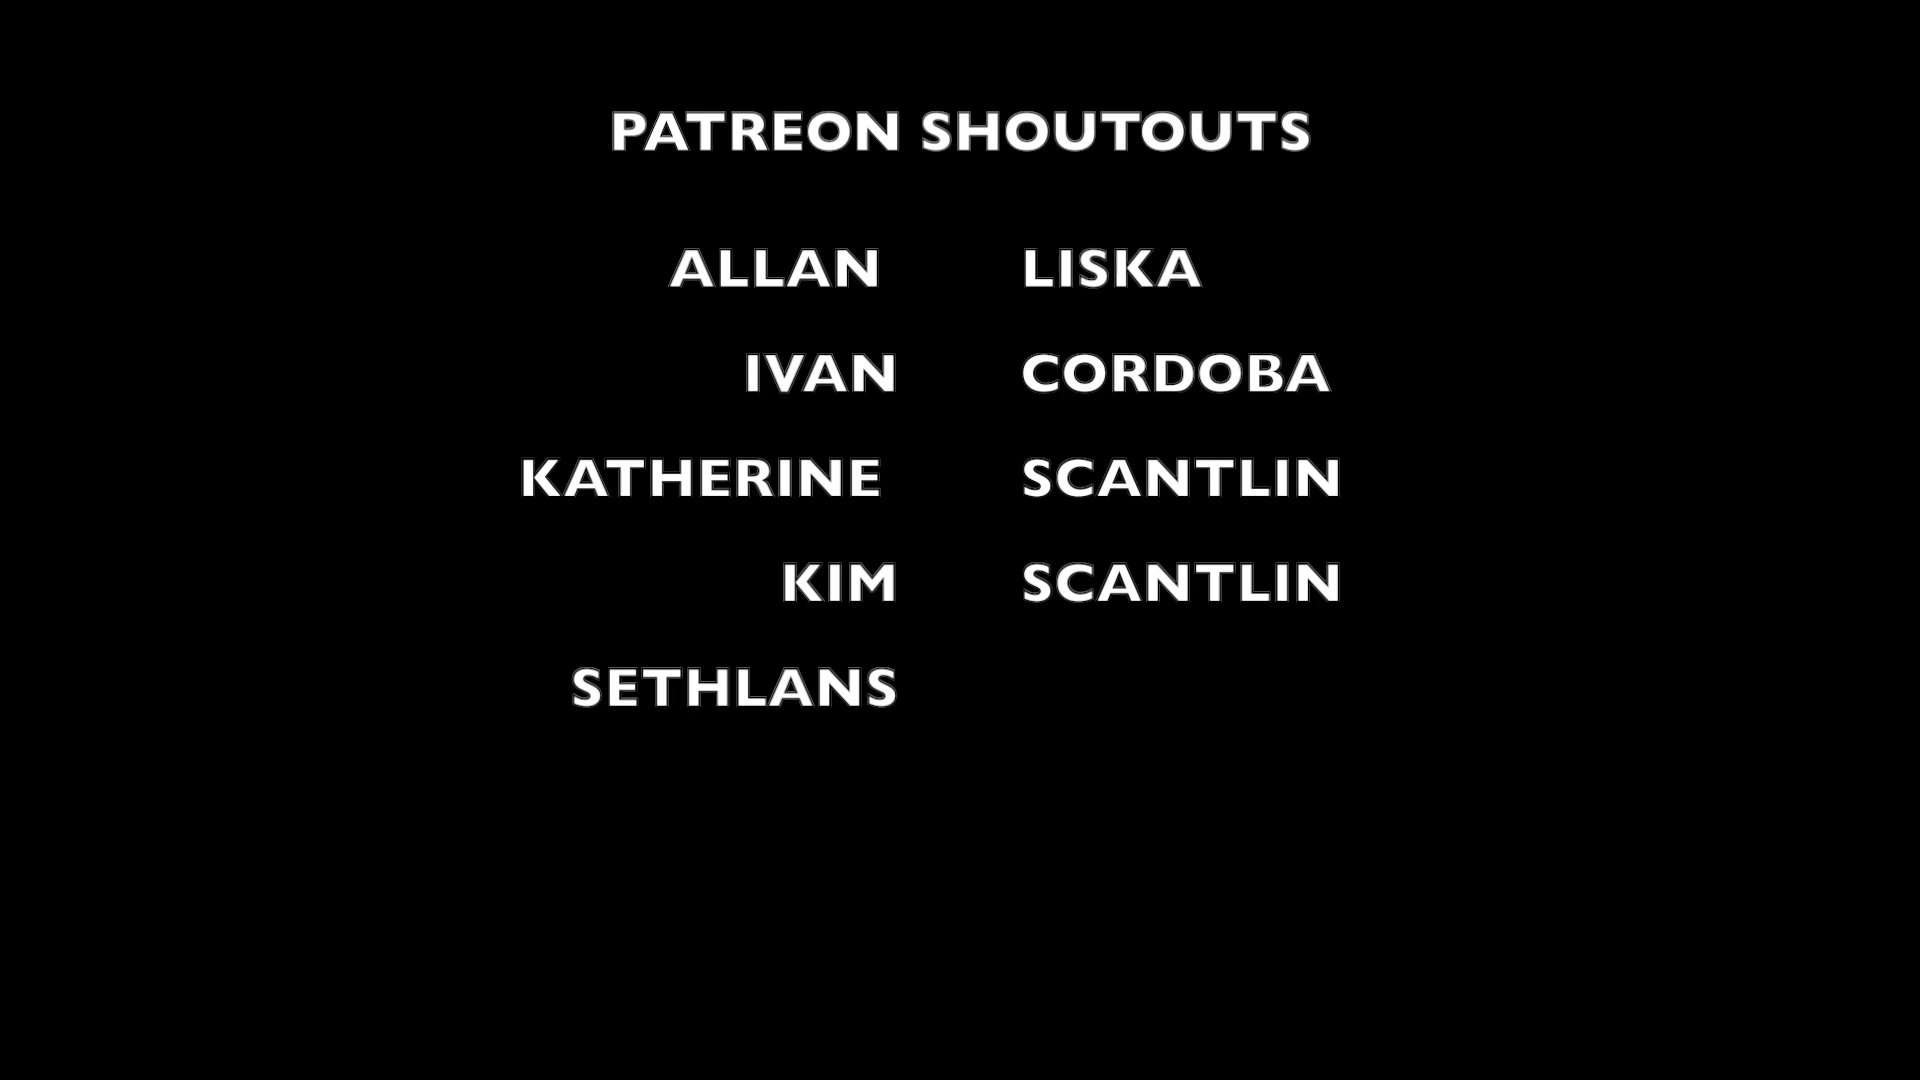 PATREON SHOUTOUTS
ALLAN LISKA
IVAN CORDOBA
KATHERINE SCANTLIN
KIM SCANTLIN
SETHLANS